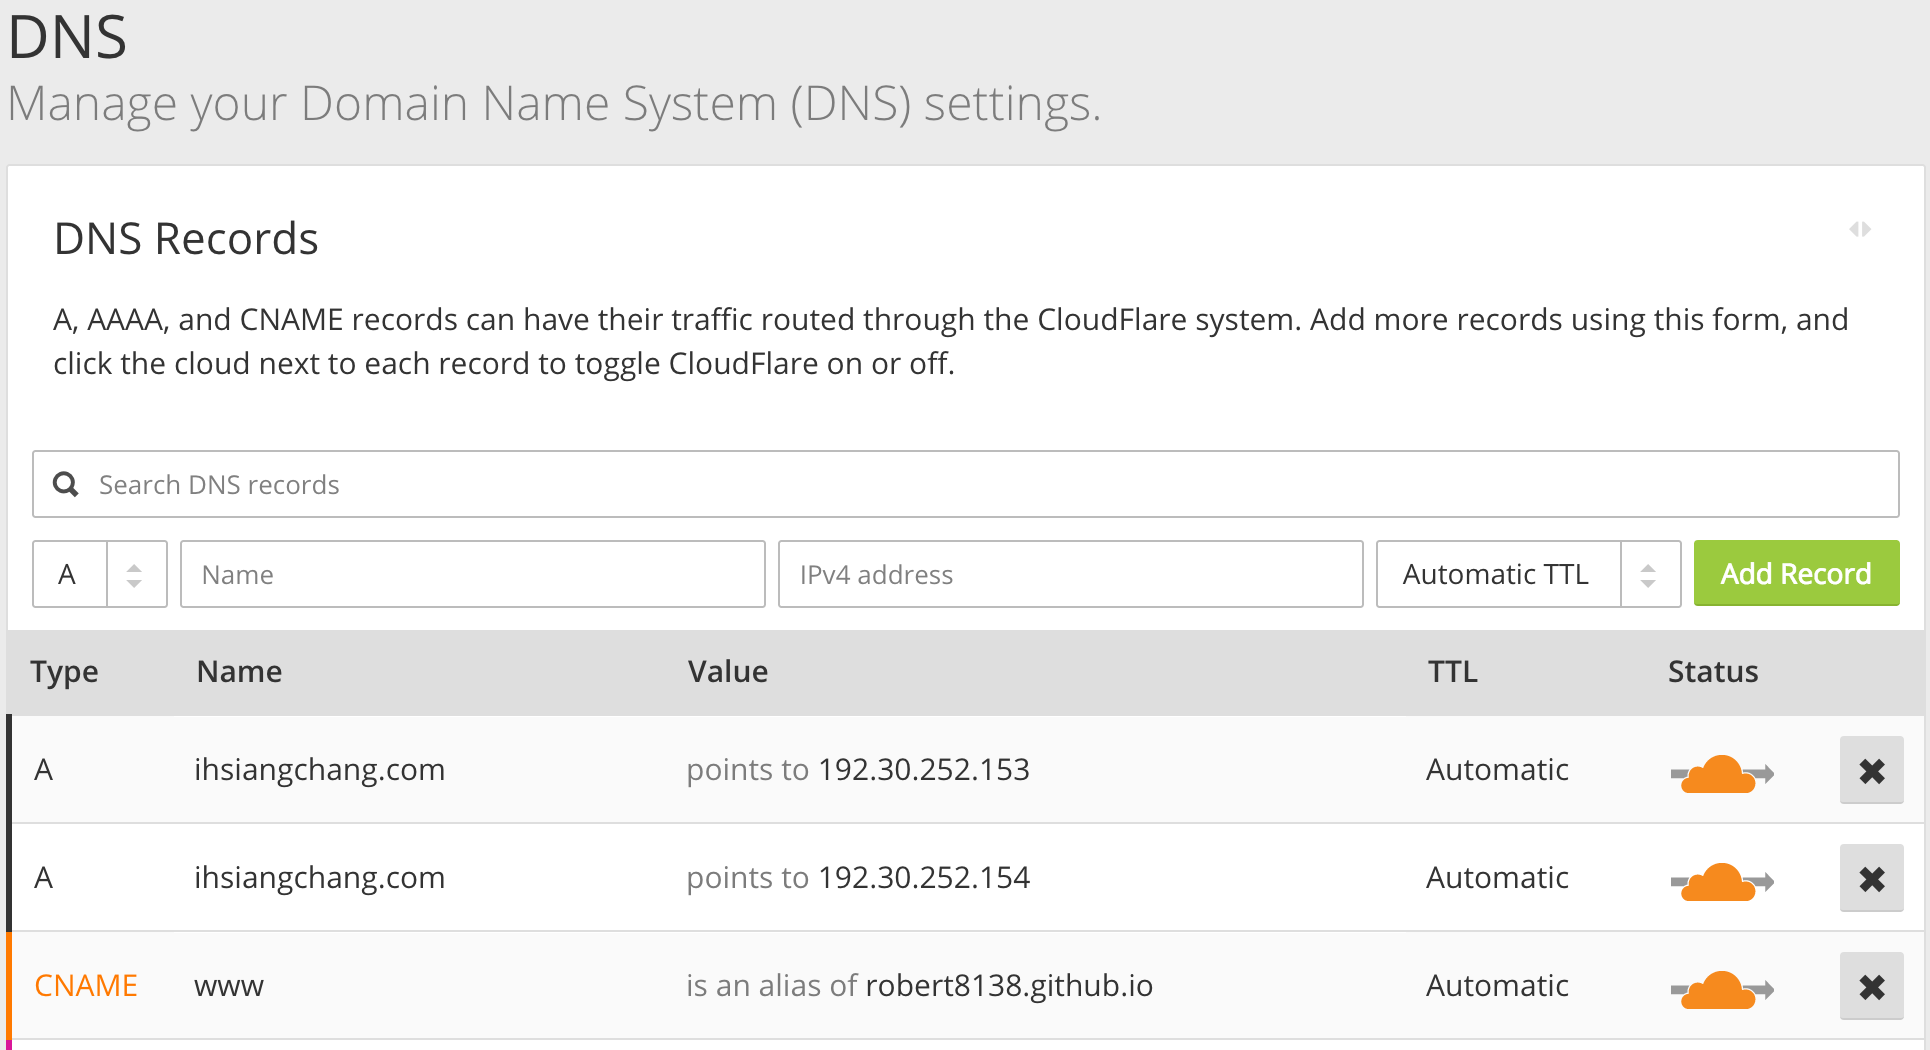 DNS
Manage your Domain Name System (DNS) settings.
DNS Records
A, AAAA, and CNAME records can have their traffic routed through the CloudFlare system. Add more records using this form, and
click the cloud next to each record to toggle CloudFlare on or off.
Search DNS records
A Name IPv4 address Automatic TTL Add Record
Type Name Value TTL Status
A ihsiangchang.com points to 192.30.252.153 Automatic
A ihsiangchang.com points to 192.30.252.154 Automatic
CNAME www is an alias of robert8138.github.io Automatic